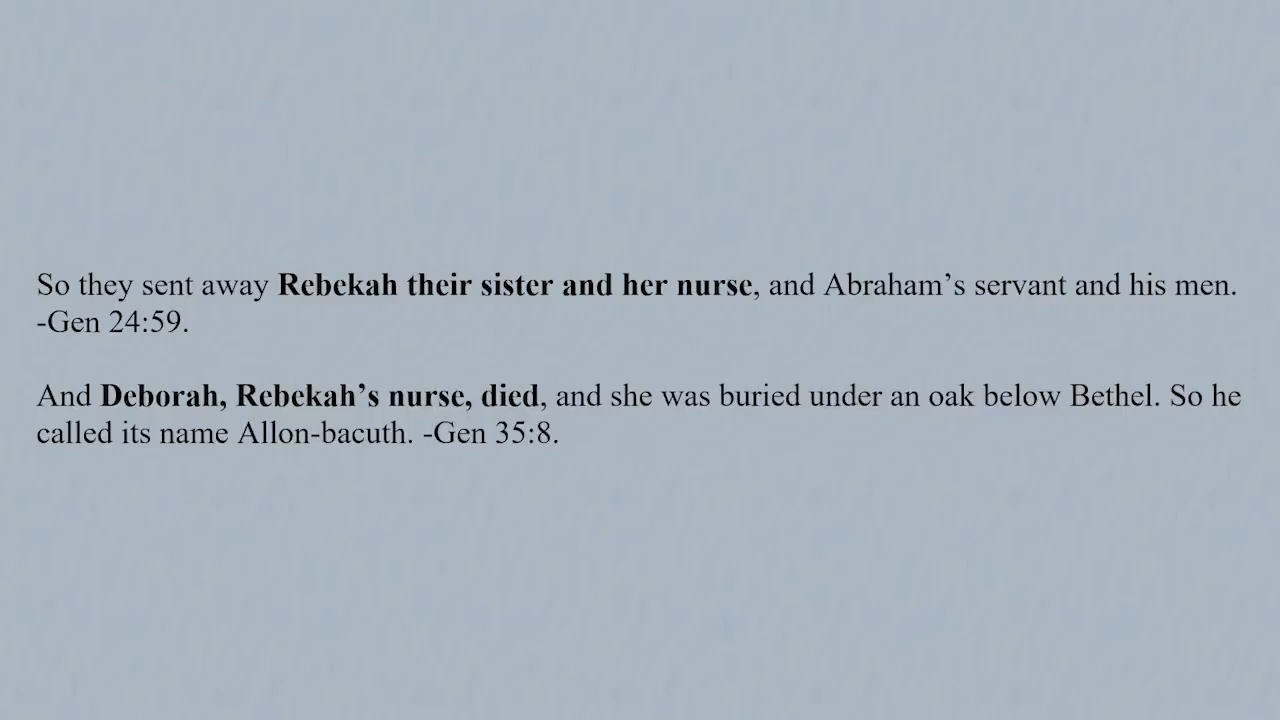 So they sent away Rebekah their sister and her nurse, and Abraham’s servant and his men.
-Gen 24:59.
And Deborah, Rebekah’s nurse, died, and she was buried under an oak below Bethel. So he
called its name Allon-bacuth. -Gen 35:8.